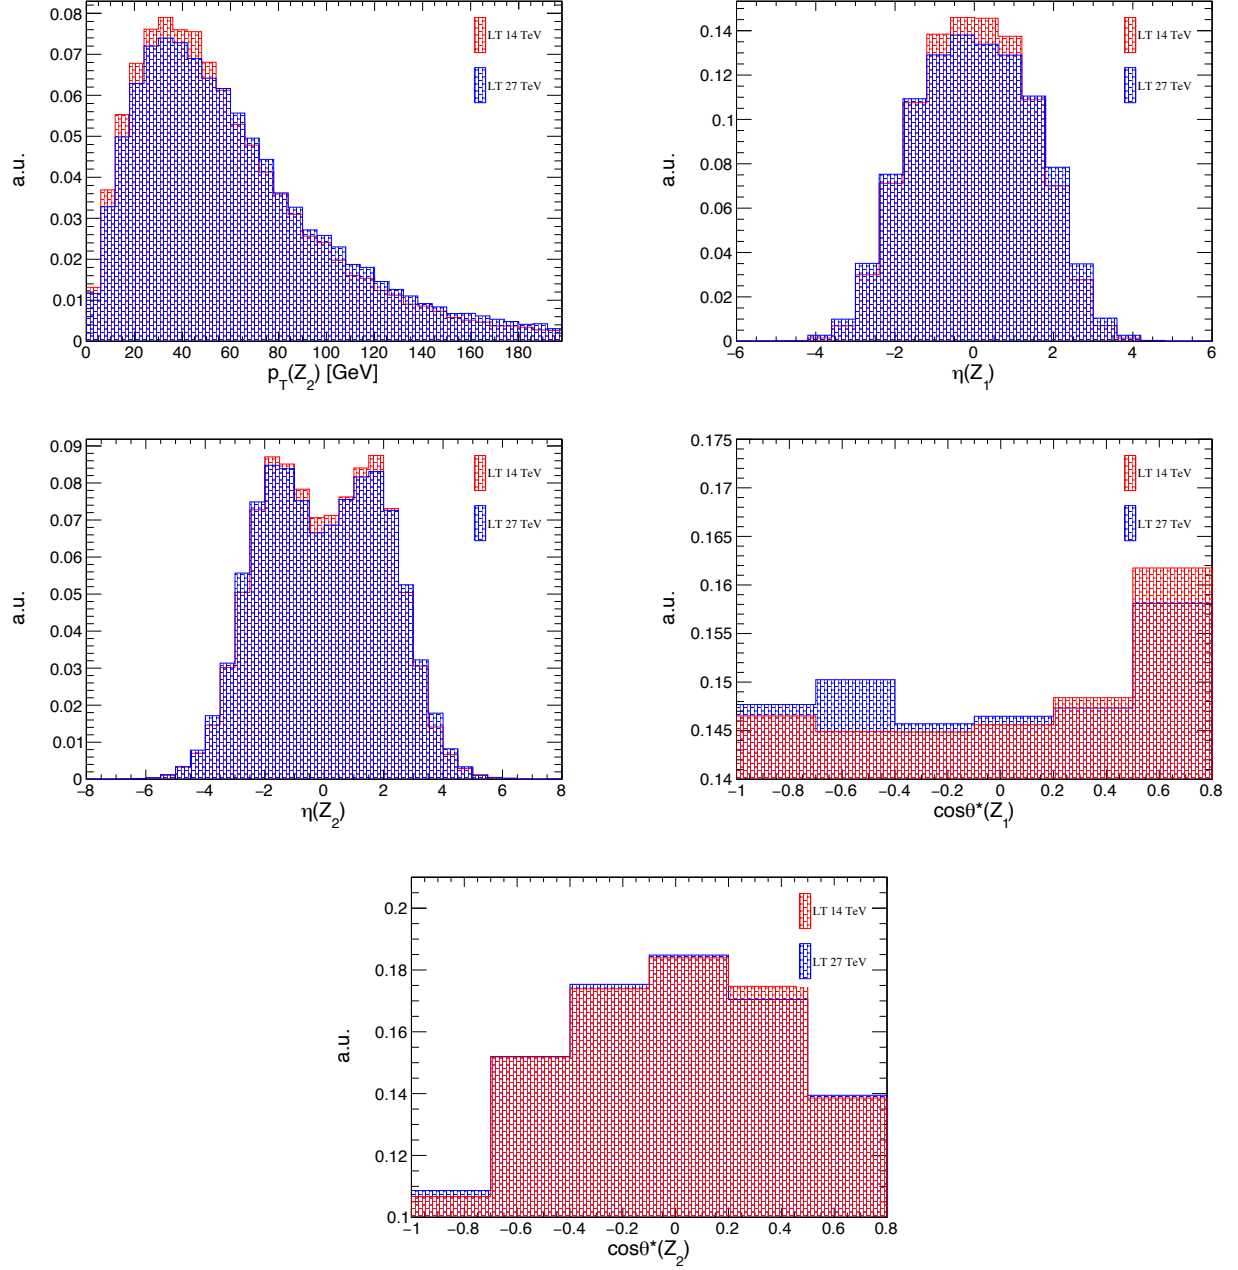 0.08
0.07
0.06
0.05
0.04
0.03
0.02
0.01
0
a.u.
LT 14 TeV
LT 27 TeV
0 20 40 60 80 100 120 140 160 180
p_T(Z_2) [GeV]
0.14
0.12
0.1
0.08
0.06
0.04
0.02
0
a.u.
LT 14 TeV
LT 27 TeV
−6 −4 −2 0 2 4 6
η(Z_1)
0.09
0.08
0.07
0.06
0.05
0.04
0.03
0.02
0.01
0
a.u.
LT 14 TeV
LT 27 TeV
−8 −6 −4 −2 0 2 4 6 8
η(Z_2)
0.175
0.17
0.165
0.16
0.155
0.15
0.145
0.14
a.u.
LT 14 TeV
LT 27 TeV
−1 −0.8 −0.6 −0.4 −0.2 0 0.2 0.4 0.6 0.8
cosθ*(Z_1)
0.2
0.18
0.16
0.14
0.12
0.1
a.u.
LT 14 TeV
LT 27 TeV
−1 −0.8 −0.6 −0.4 −0.2 0 0.2 0.4 0.6 0.8
cosθ*(Z_2)